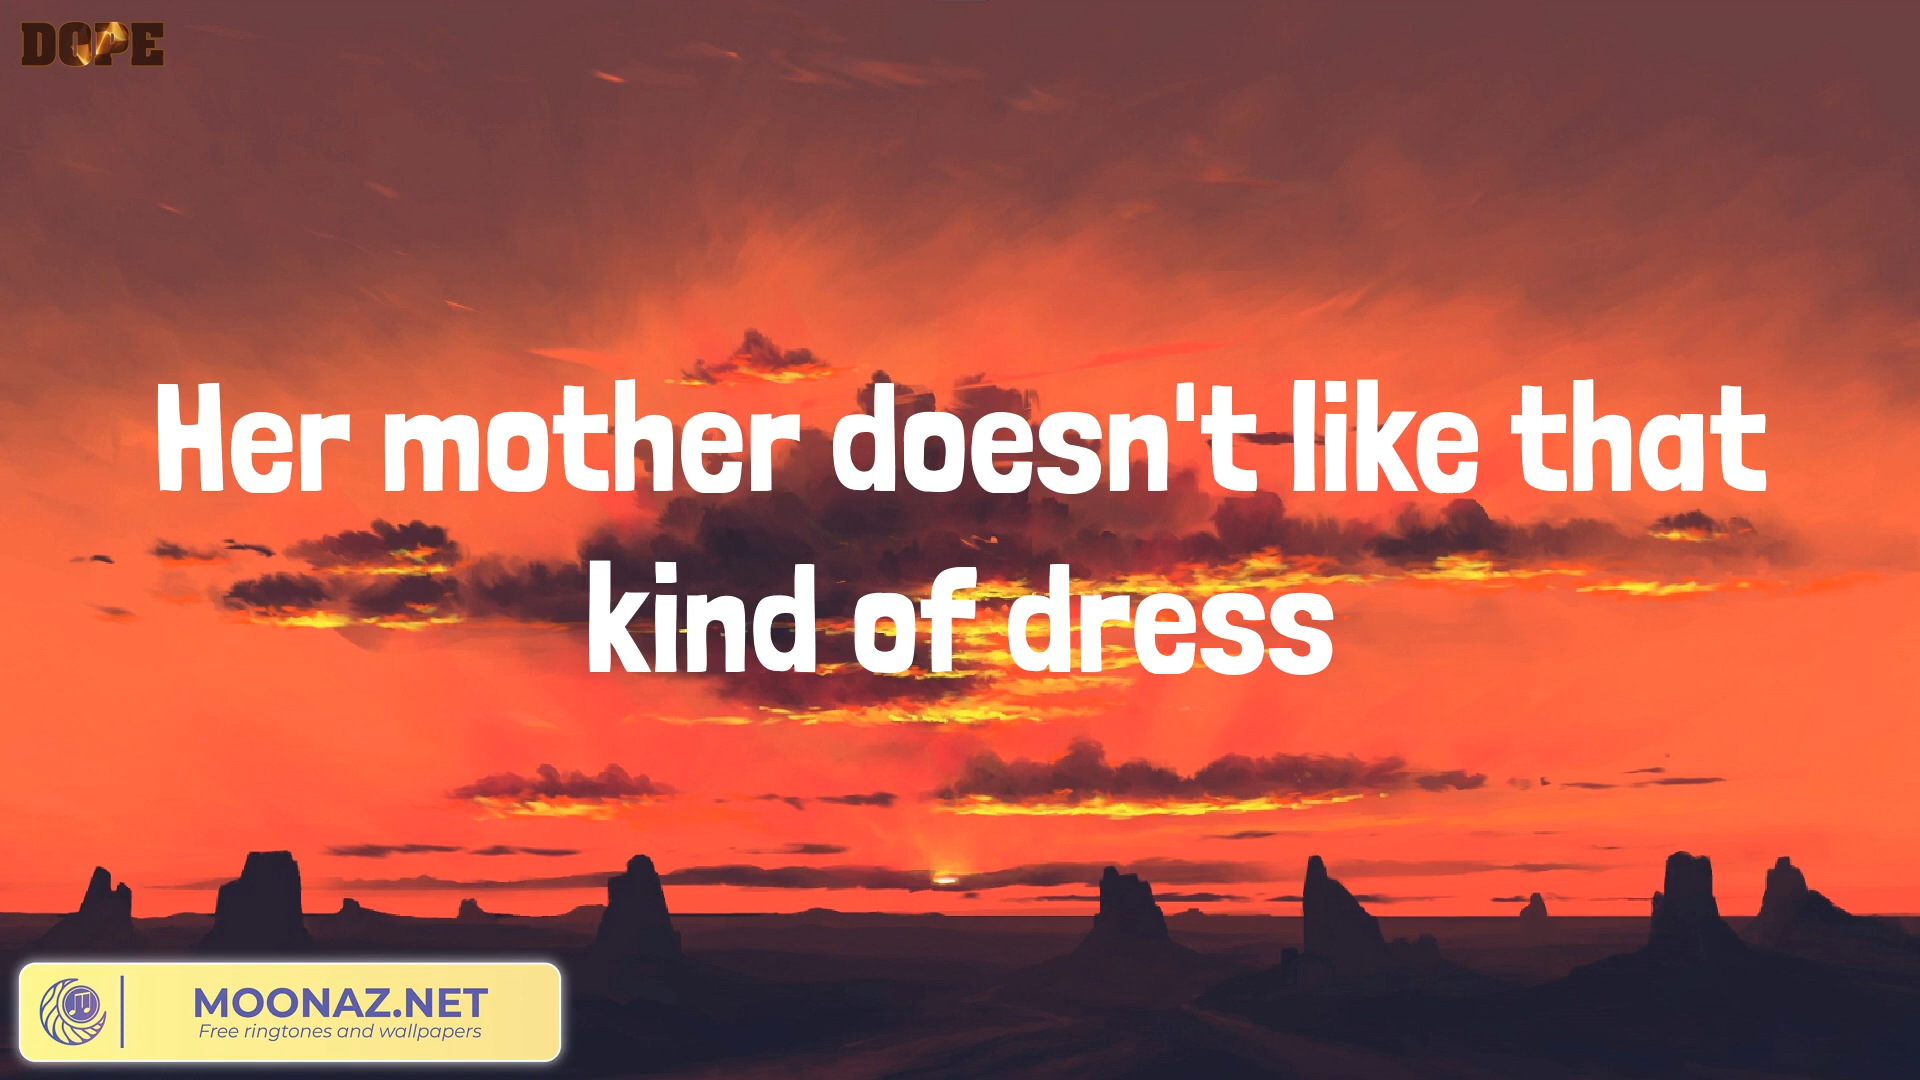 DOPE
Her mother doesn't like that
kind of dress
MOONAZ.NET
Free ringtones and wallpapers